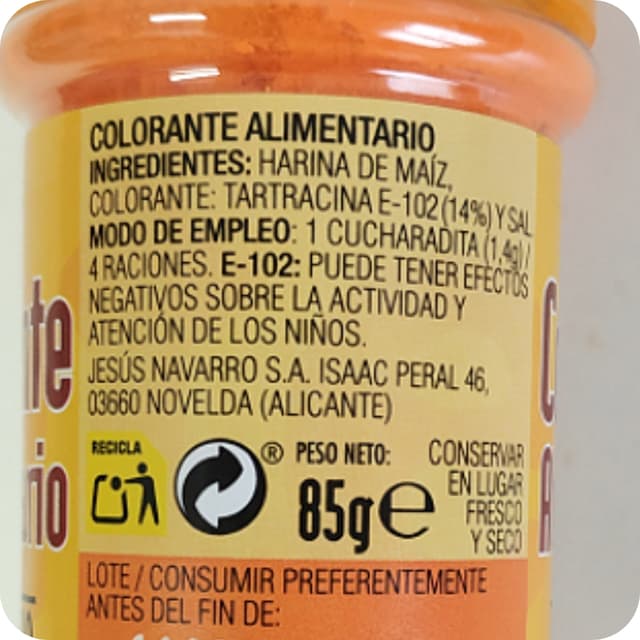 COLORANTE ALIMENTARIO
INGREDIENTES: HARINA DE MAÍZ,
COLORANTE: TARTRACINA E-102 (14%) Y SAL
MODO DE EMPLEO: 1 CUCHARADITA (1,4g) /
4 RACIONES. E-102: PUEDE TENER EFECTOS
NEGATIVOS SOBRE LA ACTIVIDAD Y
ATENCIÓN DE LOS NIÑOS.
JESÚS NAVARRO S.A. ISAAC PERAL 46,
03660 NOVELDA (ALICANTE)
RECICLA
®
PESO NETO:
85g℮
CONSERVAR
EN LUGAR
FRESCO
Y SECO
LOTE / CONSUMIR PREFERENTEMENTE
ANTES DEL FIN DE: